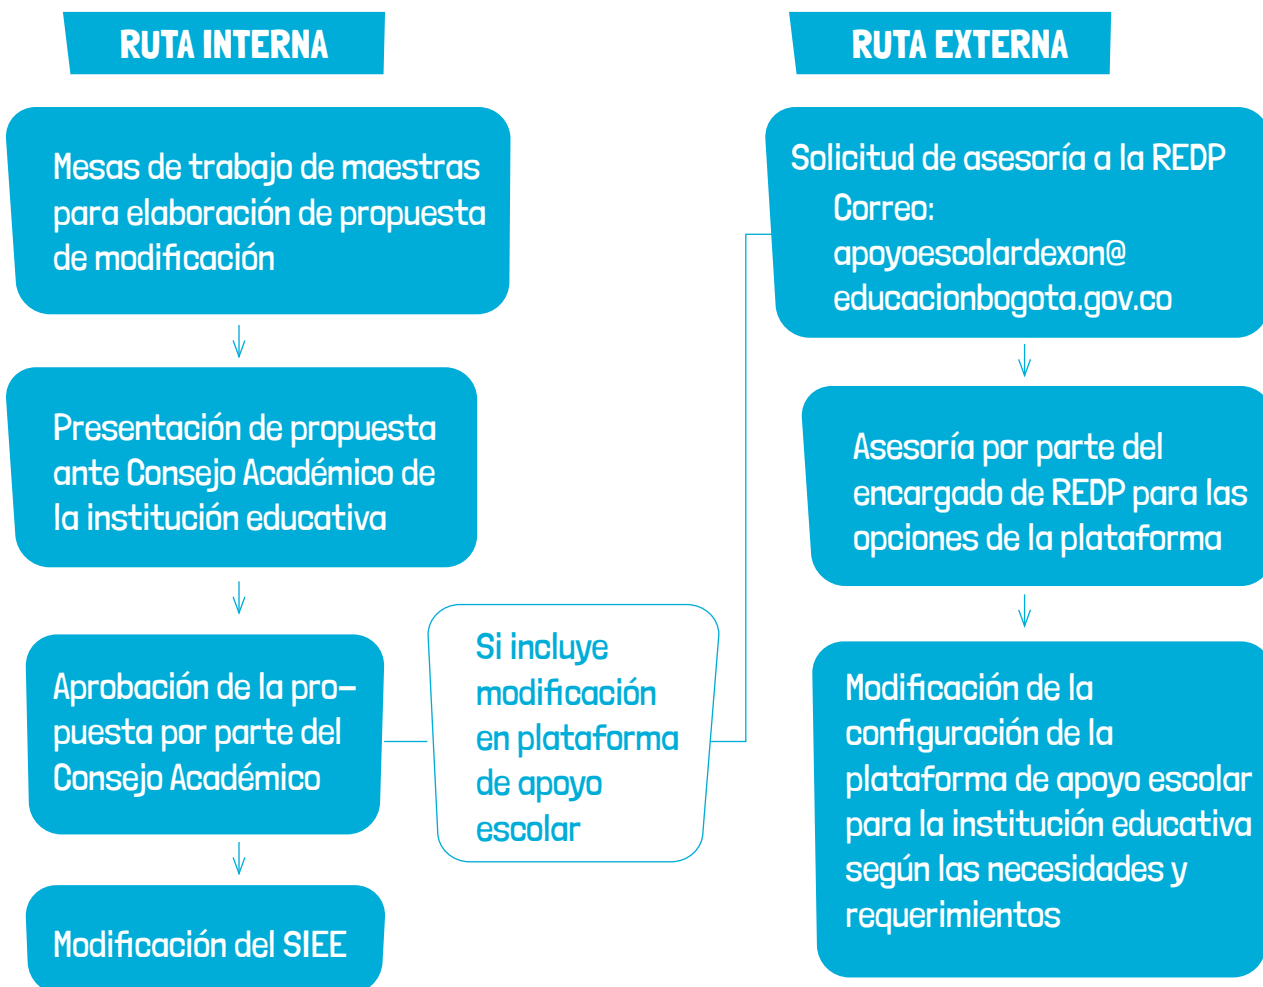 RUTA INTERNA
Mesas de trabajo de maestras
para elaboración de propuesta
de modificación
Presentación de propuesta
ante Consejo Académico de
la institución educativa
Aprobación de la pro–
puesta por parte del
Consejo Académico
Modificación del SIEE
Si incluye
modificación
en plataforma
de apoyo
escolar
RUTA EXTERNA
Solicitud de asesoría a la REDP
Correo:
apoyoescolardexon@
educacionbogota.gov.co
Asesoría por parte del
encargado de REDP para las
opciones de la plataforma
Modificación de la
configuración de la
plataforma de apoyo escolar
para la institución educativa
según las necesidades y
requerimientos